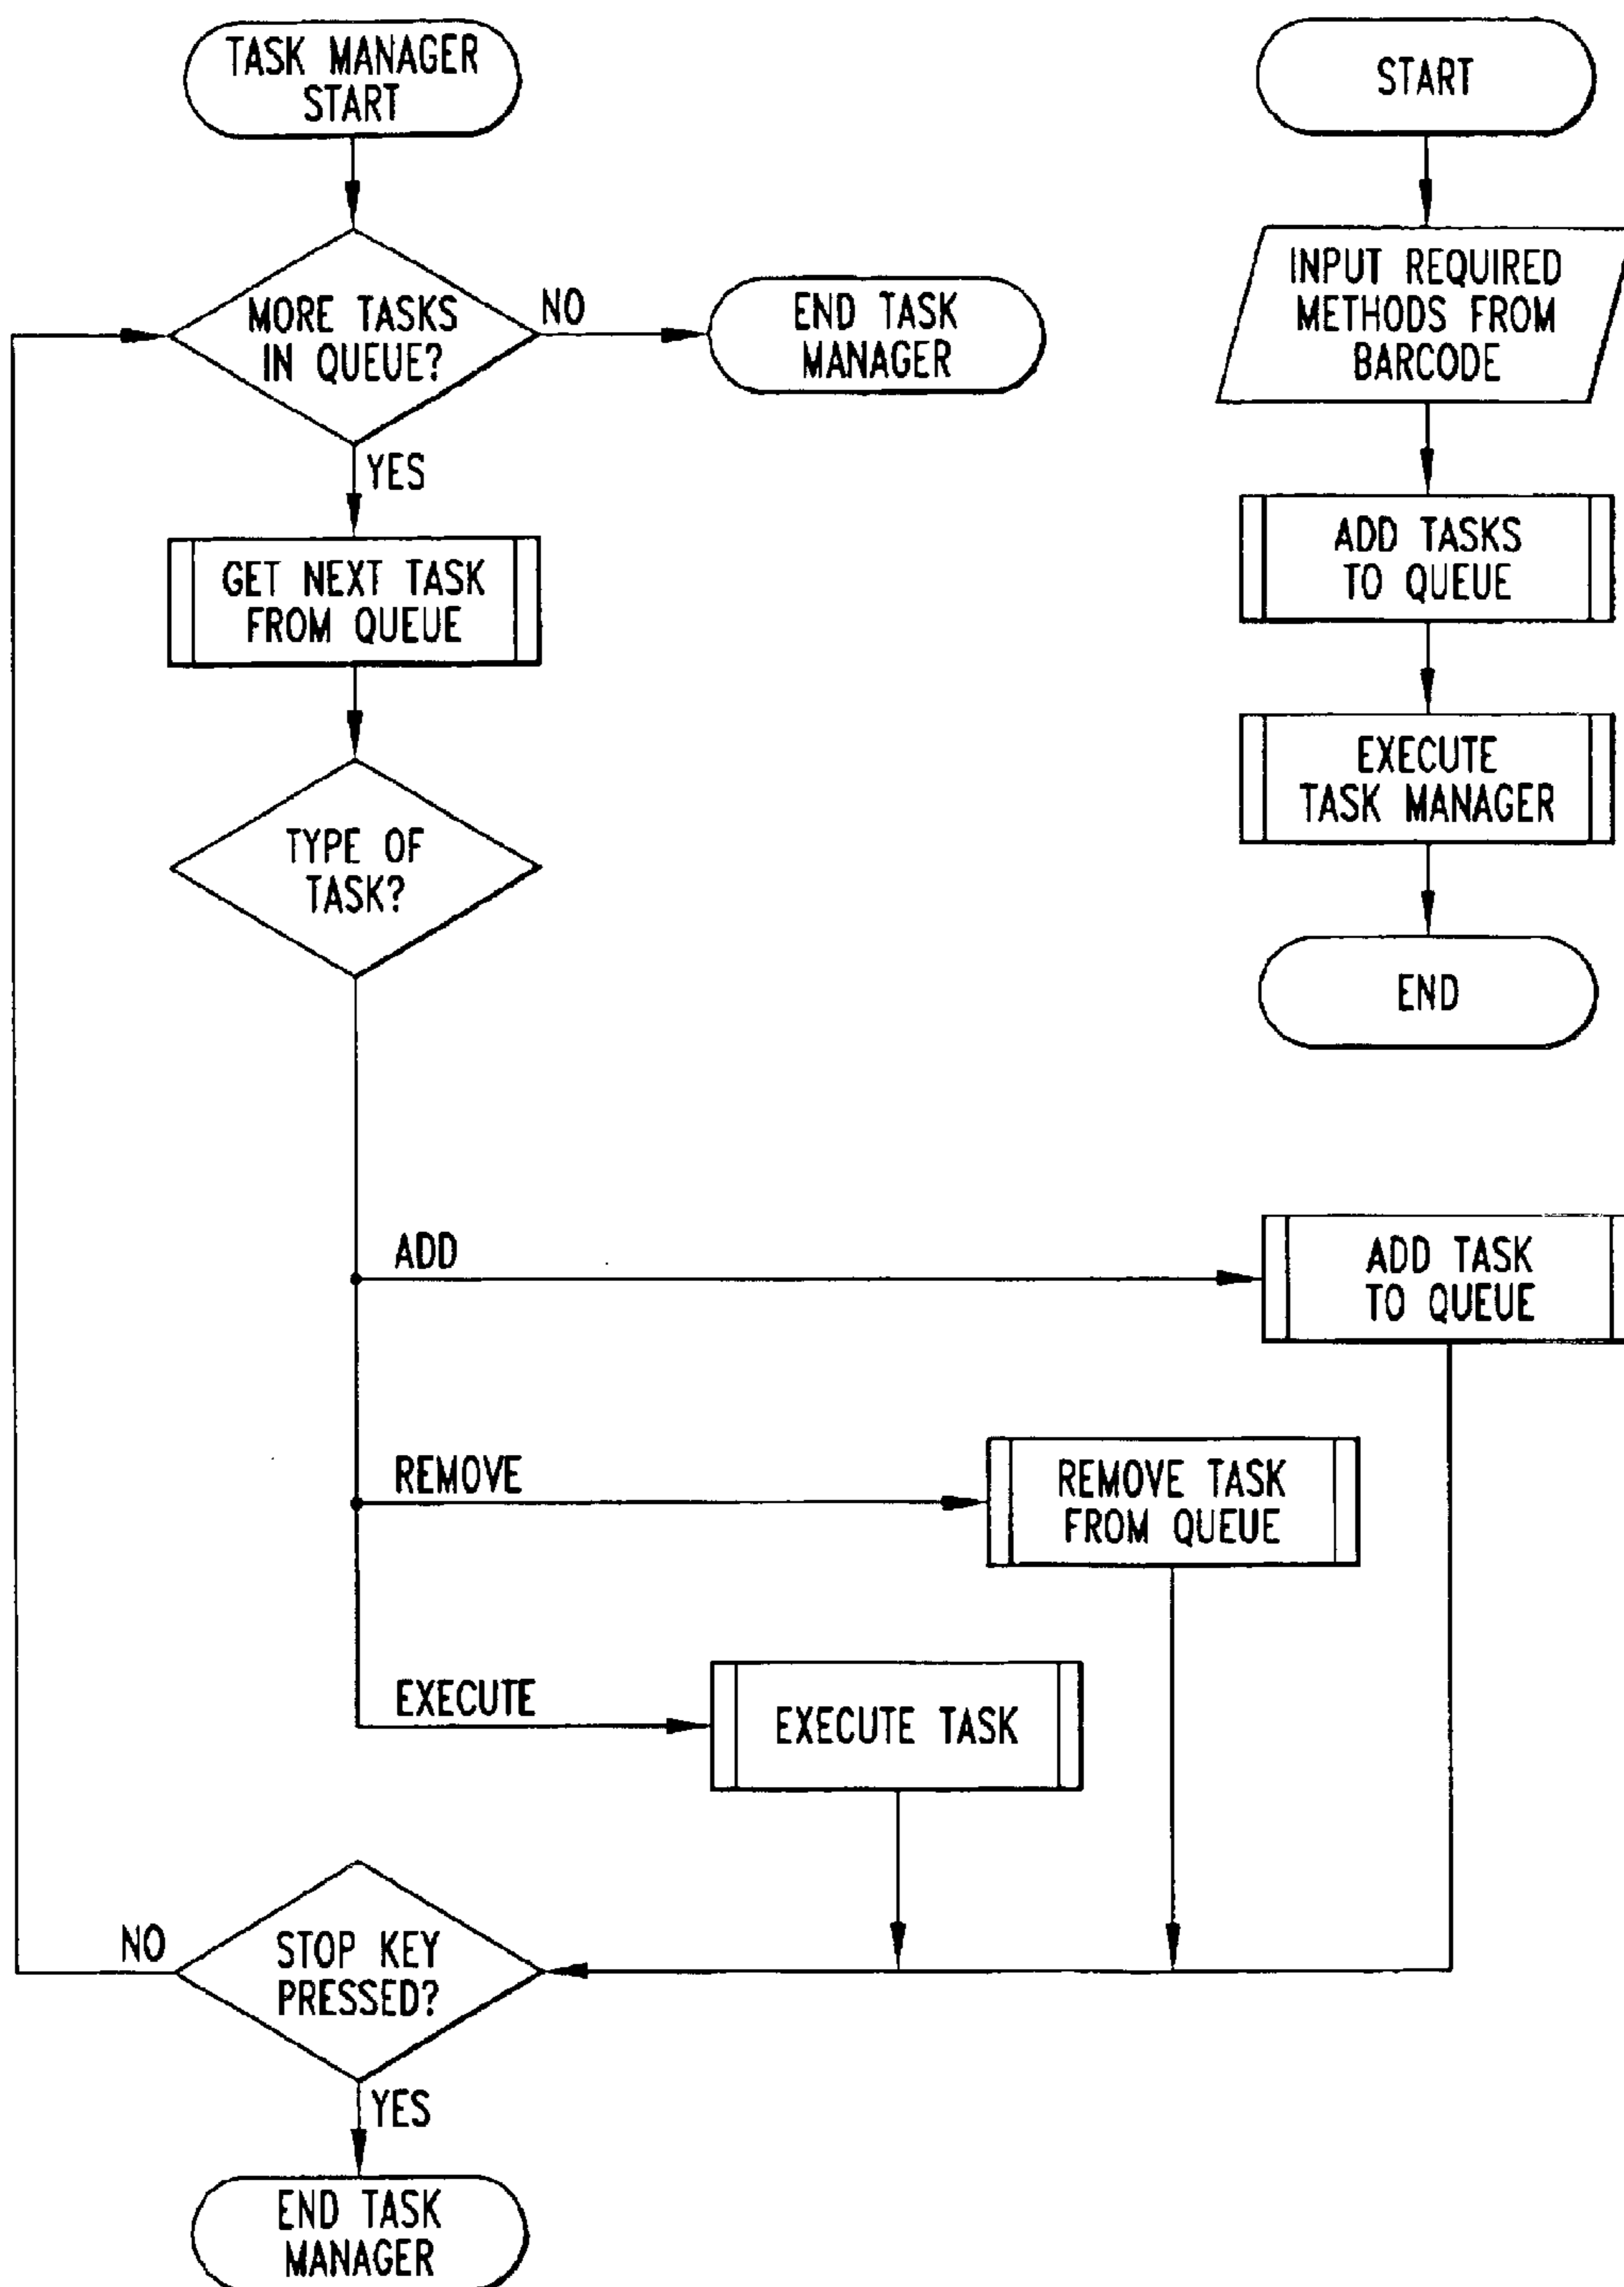 TASK MANAGER
START
MORE TASKS
IN QUEUE?
NO
END TASK
MANAGER
YES
GET NEXT TASK
FROM QUEUE
TYPE OF
TASK?
ADD
ADD TASK
TO QUEUE
REMOVE
REMOVE TASK
FROM QUEUE
EXECUTE
EXECUTE TASK
NO
STOP KEY
PRESSED?
YES
END TASK
MANAGER
START
INPUT REQUIRED
METHODS FROM
BARCODE
ADD TASKS
TO QUEUE
EXECUTE
TASK MANAGER
END